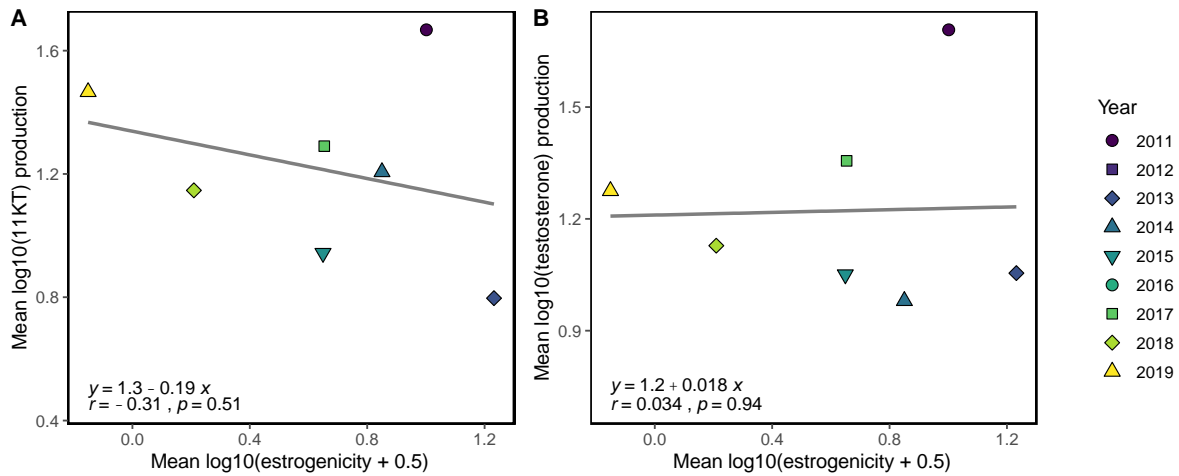 A
Mean log10(11KT) production
1.6
1.2
0.8
0.4
y = 1.3 − 0.19 x
r = − 0.31 , p = 0.51
0.0 0.4 0.8 1.2
Mean log10(estrogenicity + 0.5)
B
Mean log10(testosterone) production
1.5
1.2
0.9
y = 1.2 + 0.018 x
r = 0.034 , p = 0.94
0.0 0.4 0.8 1.2
Mean log10(estrogenicity + 0.5)
Year
2011
2012
2013
2014
2015
2016
2017
2018
2019